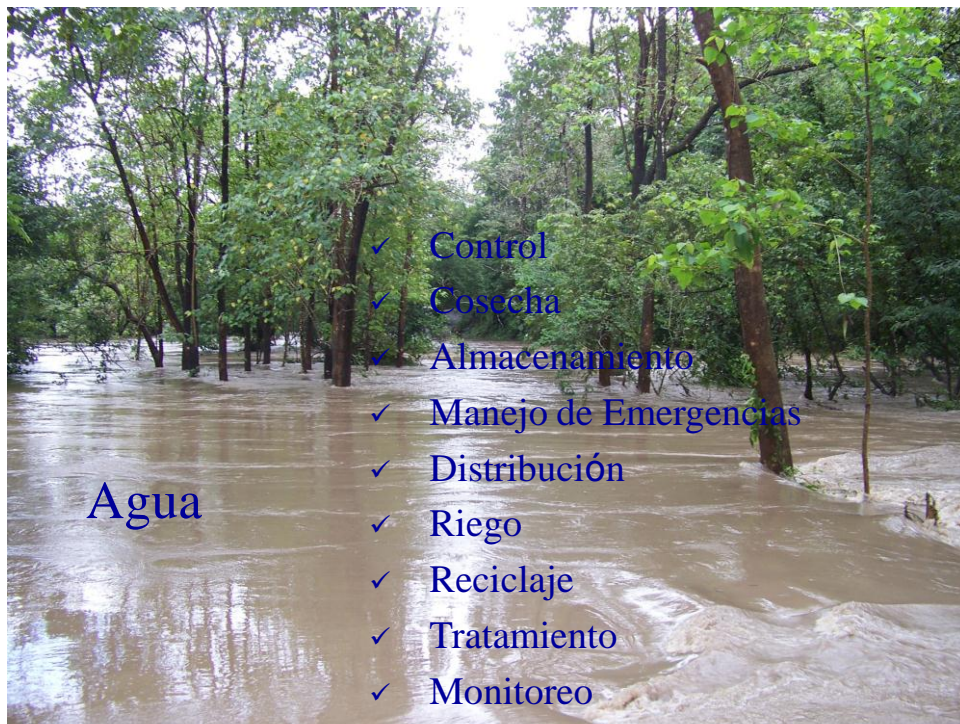 Agua
✓ Control
✓ Cosecha
✓ Almacenamiento
✓ Manejo de Emergencias
✓ Distribución
✓ Riego
✓ Reciclaje
✓ Tratamiento
✓ Monitoreo